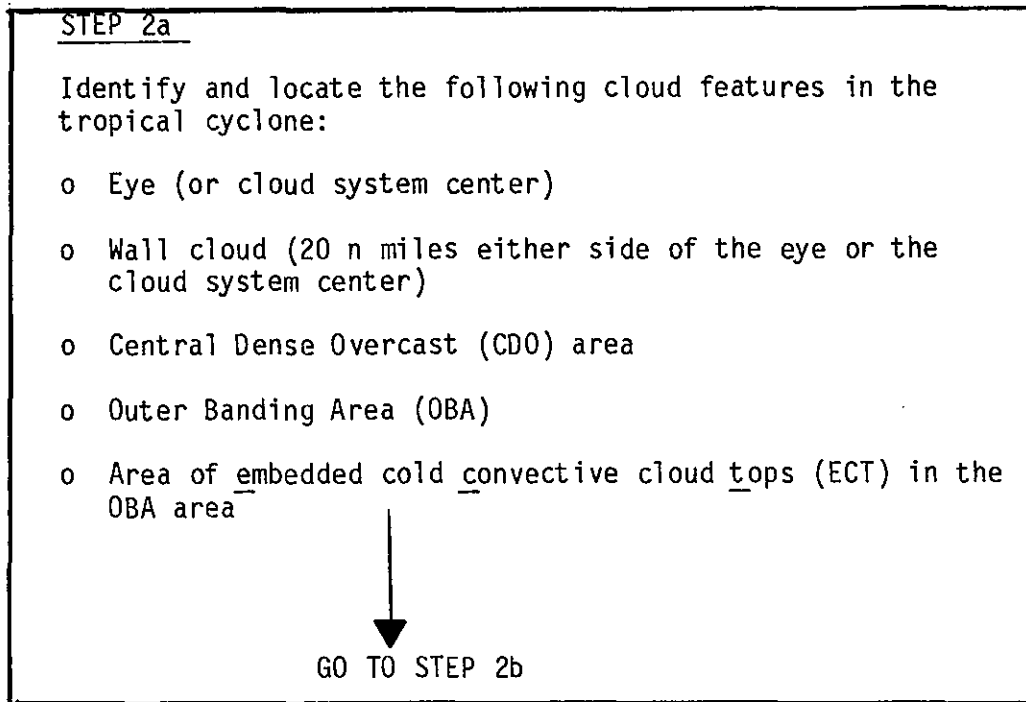 STEP 2a
Identify and locate the following cloud features in the
tropical cyclone:
o Eye (or cloud system center)
o Wall cloud (20 n miles either side of the eye or the
cloud system center)
o Central Dense Overcast (CDO) area
o Outer Banding Area (OBA)
o Area of embedded cold convective cloud tops (ECT) in the
OBA area
GO TO STEP 2b